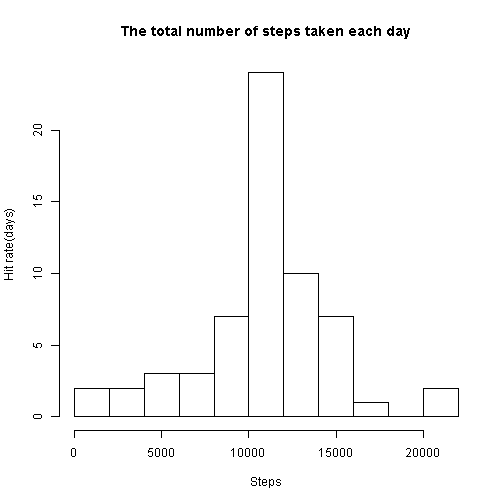 The total number of steps taken each day
Hit rate(days)
20
15
10
5
0
0 5000 10000 15000 20000
Steps